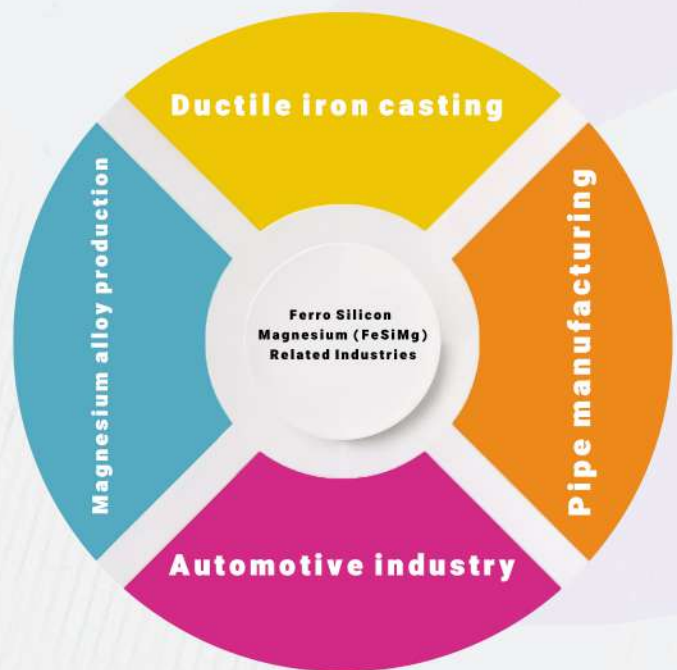 Ductile iron casting
Magnesium alloy production
Ferro Silicon
Magnesium (FeSiMg)
Related Industries
Pipe manufacturing
Automotive industry